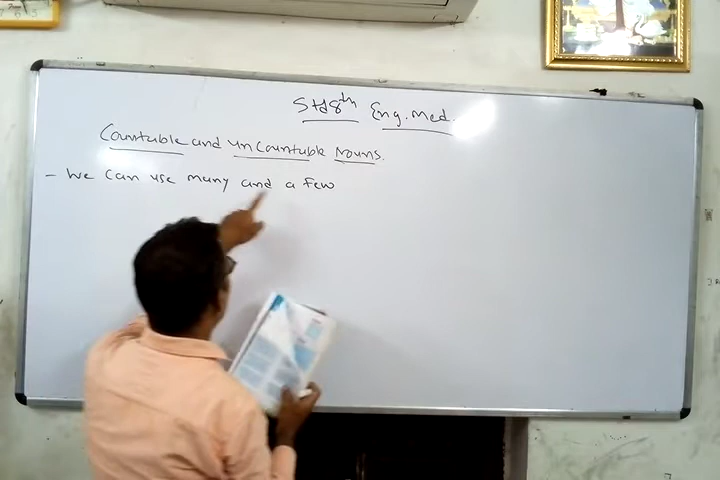 Std 8th Eng. Med.
Countable and unCountable Nouns.
- We Can use many and a few